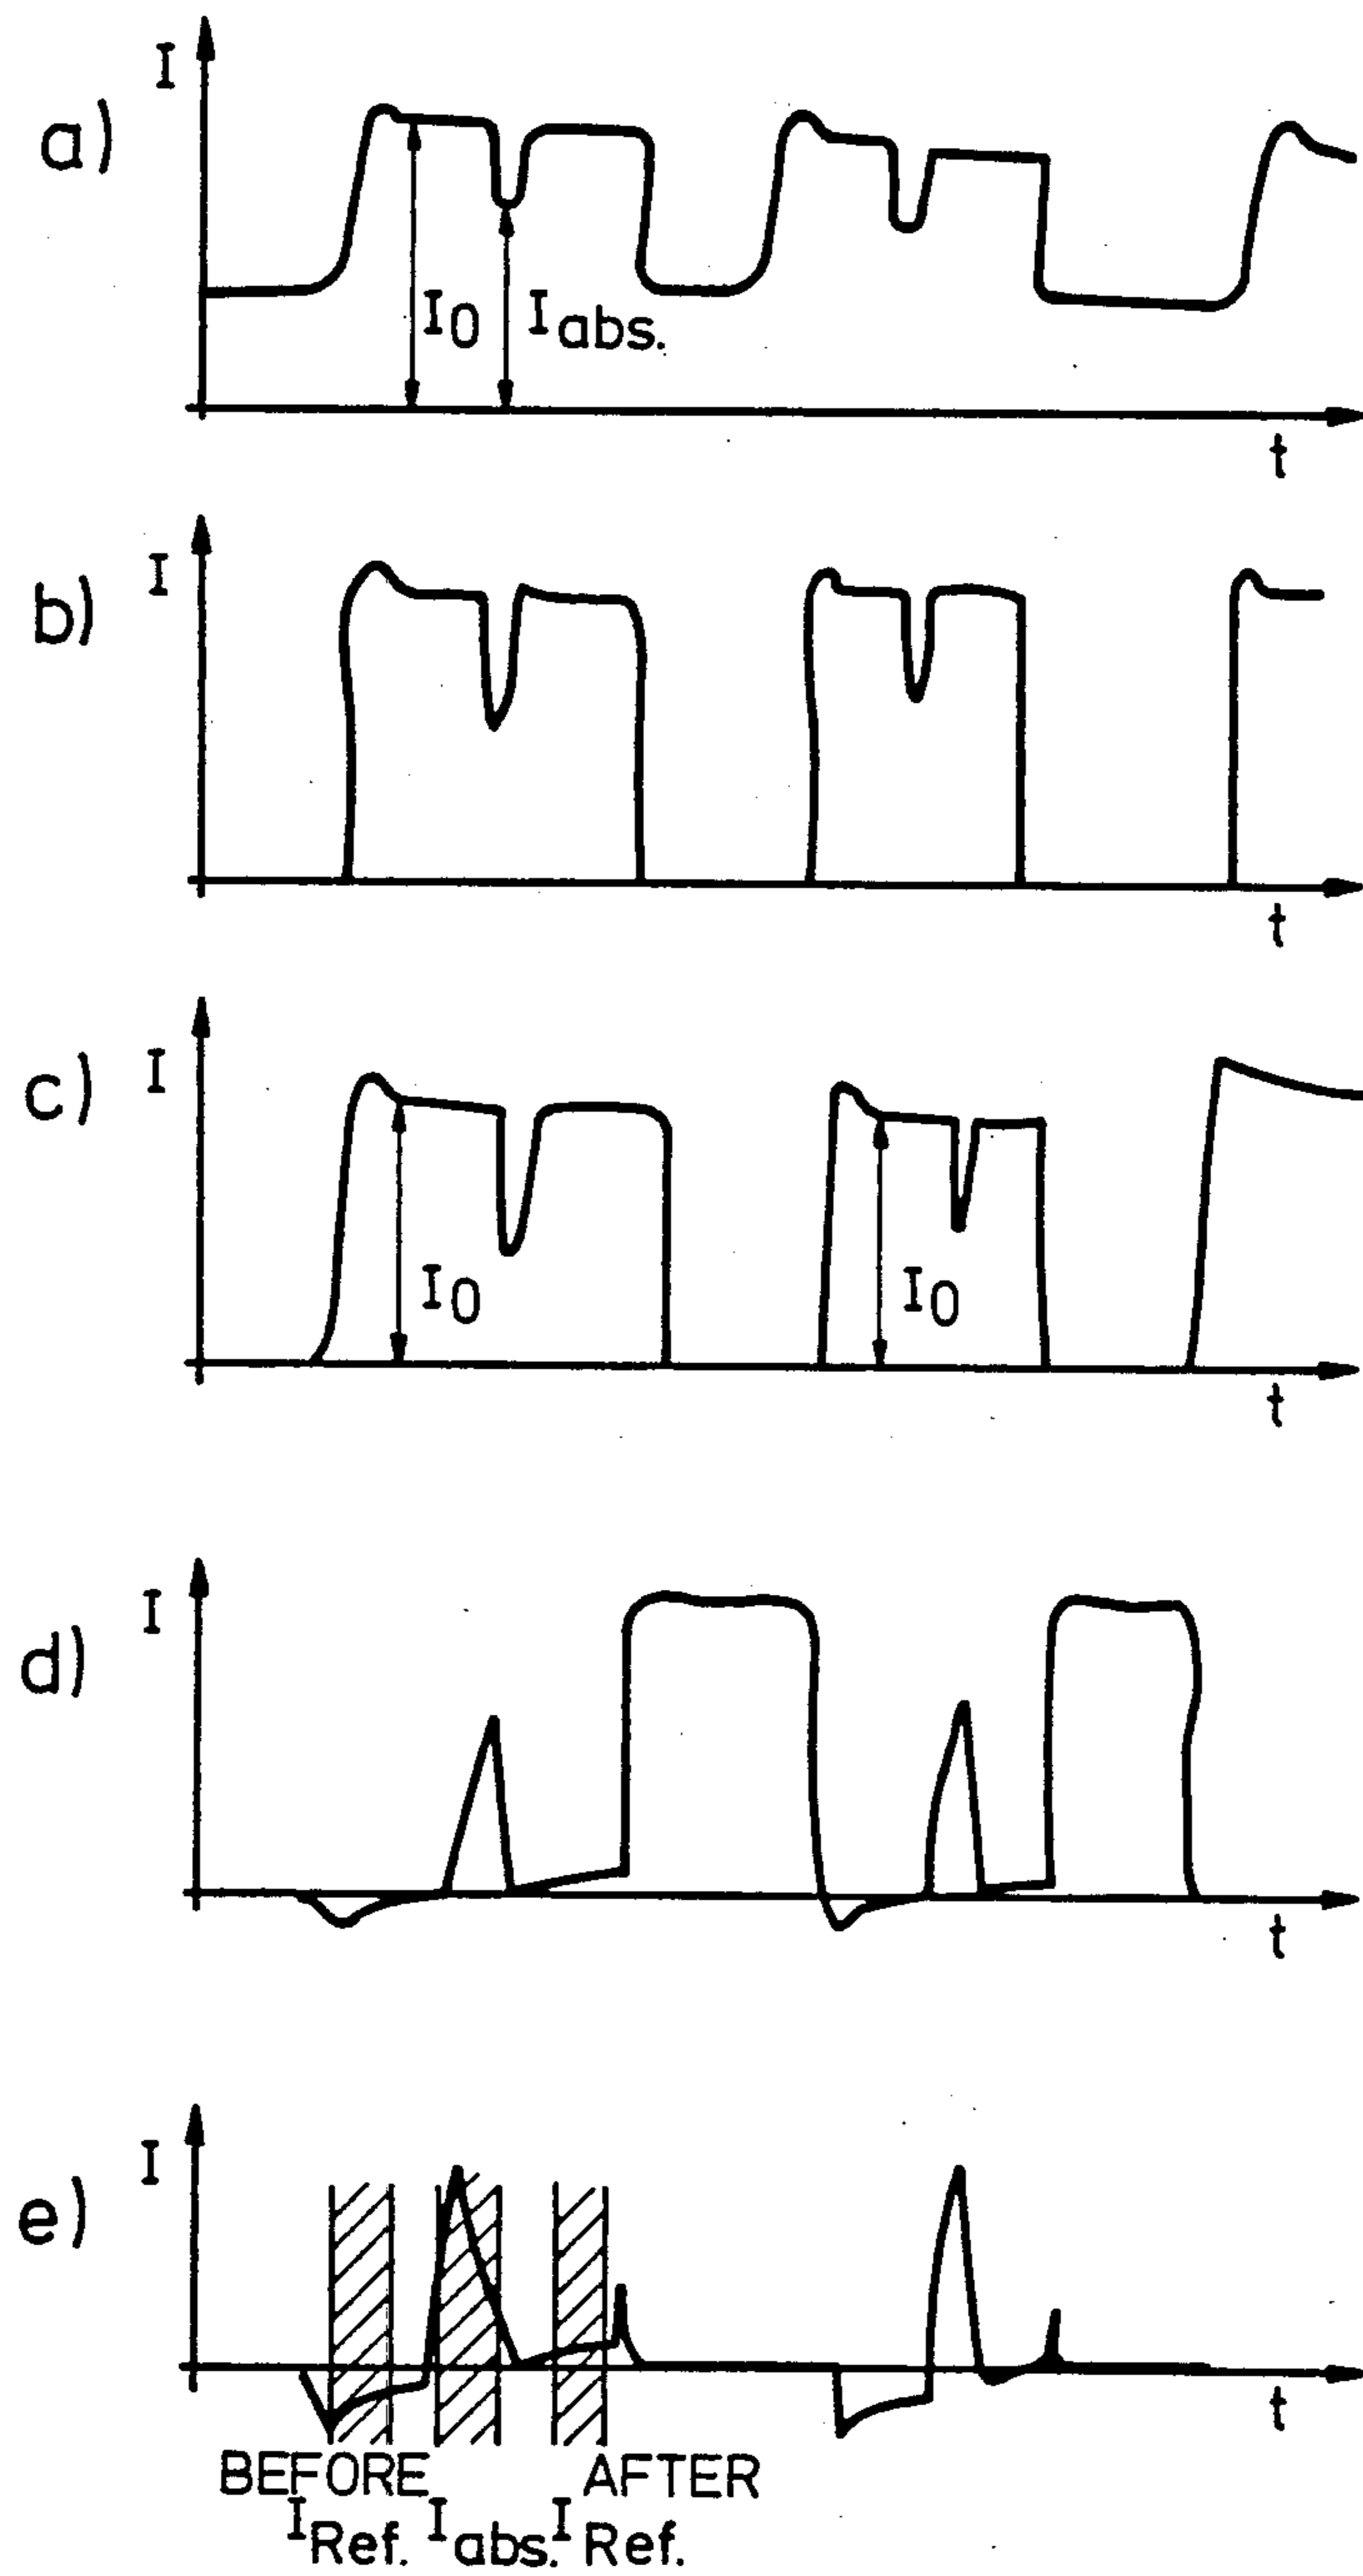 a)
I
I0
Iabs.
t
b)
I
t
c)
I
I0
I0
t
d)
I
t
e)
I
t
BEFORE AFTER
IRef. Iabs. IRef.